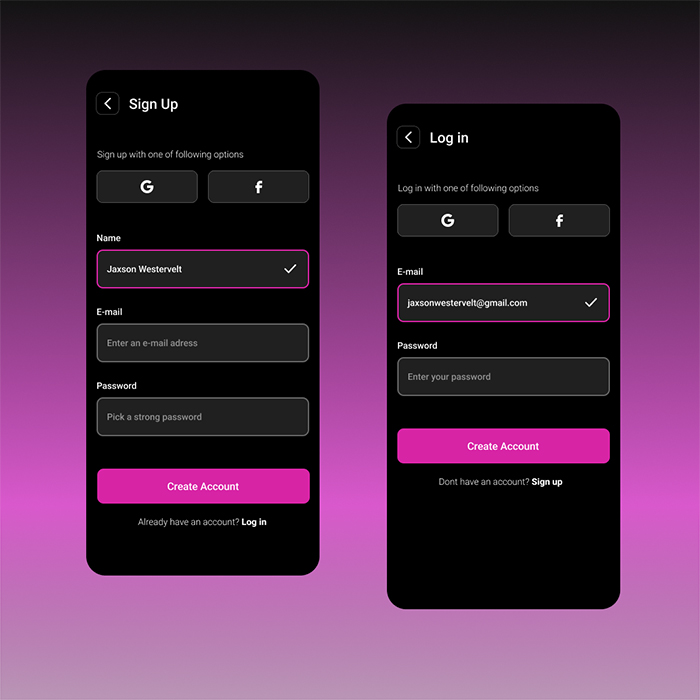 Sign Up
Sign up with one of following options
G
f
Name
Jaxson Westervelt
E-mail
Enter an e-mail adress
Password
Pick a strong password
Create Account
Already have an account? Log in
Log in
Log in with one of following options
G
f
E-mail
jaxsonwestervelt@gmail.com
Password
Enter your password
Create Account
Dont have an account? Sign up